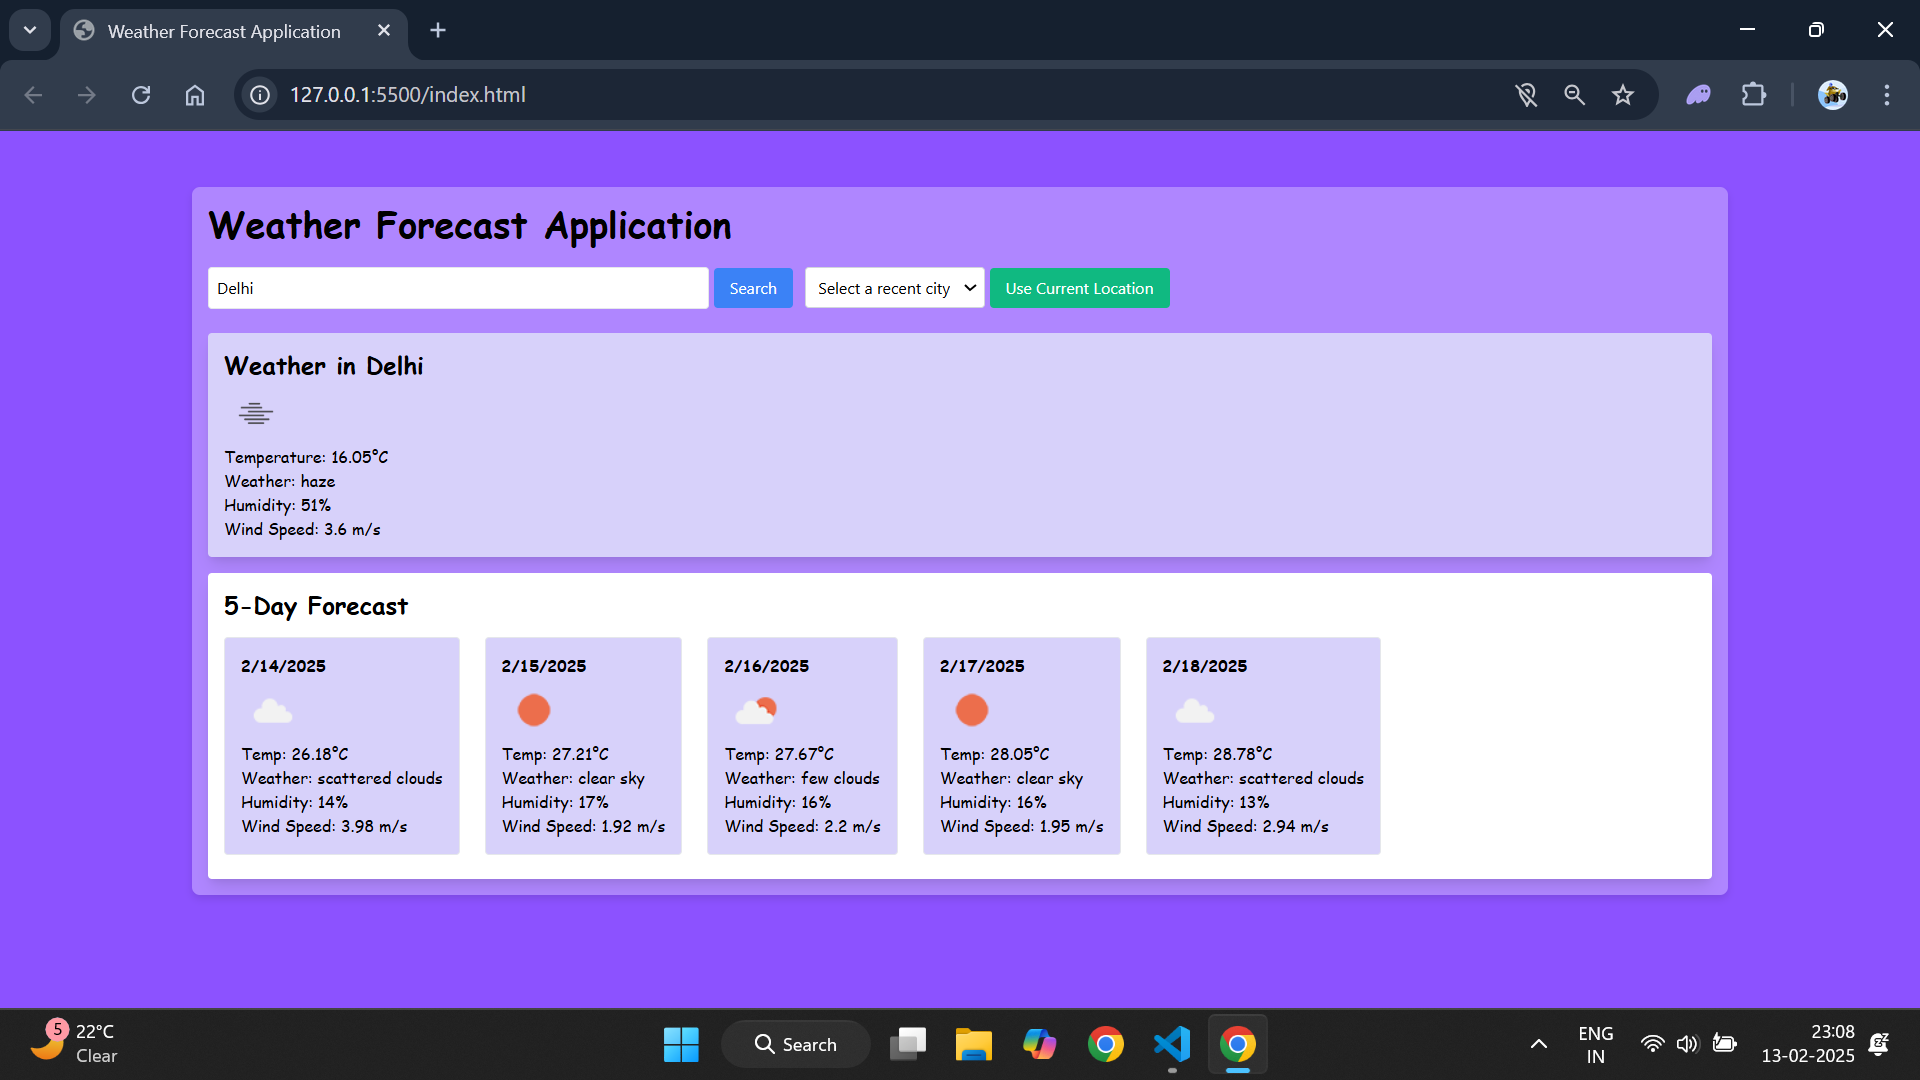 Weather Forecast Application
127.0.0.1:5500/index.html
Weather Forecast Application
Delhi Search Select a recent city Use Current Location
Weather in Delhi
Temperature: 16.05°C
Weather: haze
Humidity: 51%
Wind Speed: 3.6 m/s
5-Day Forecast
2/14/2025
Temp: 26.18°C
Weather: scattered clouds
Humidity: 14%
Wind Speed: 3.98 m/s
2/15/2025
Temp: 27.21°C
Weather: clear sky
Humidity: 17%
Wind Speed: 1.92 m/s
2/16/2025
Temp: 27.67°C
Weather: few clouds
Humidity: 16%
Wind Speed: 2.2 m/s
2/17/2025
Temp: 28.05°C
Weather: clear sky
Humidity: 16%
Wind Speed: 1.95 m/s
2/18/2025
Temp: 28.78°C
Weather: scattered clouds
Humidity: 13%
Wind Speed: 2.94 m/s
5
22°C
Clear
Search
ENG
IN
23:08
13-02-2025